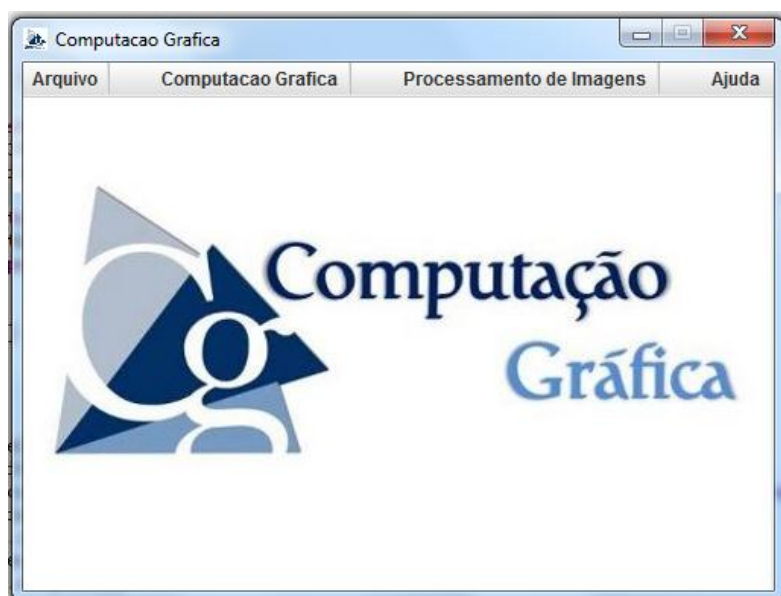 Computacao Grafica
Arquivo Computacao Grafica Processamento de Imagens Ajuda
Cg
Computação
Gráfica